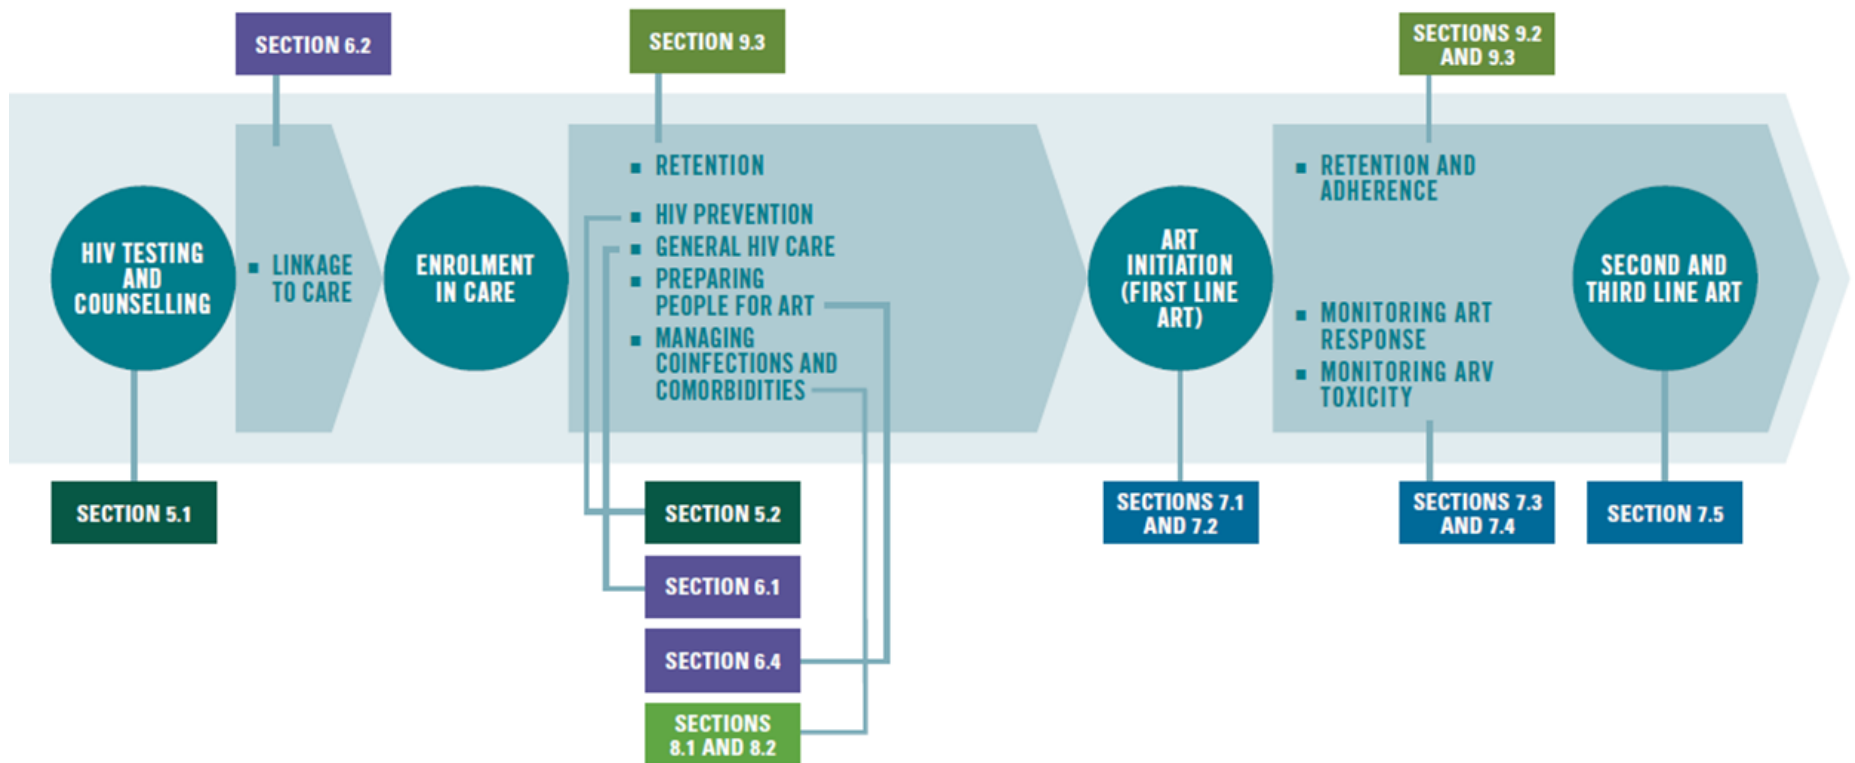 SECTION 6.2
SECTION 9.3
SECTIONS 9.2
AND 9.3
HIV TESTING
AND
COUNSELLING
▪ LINKAGE
TO CARE
ENROLMENT
IN CARE
▪ RETENTION
▪ HIV PREVENTION
▪ GENERAL HIV CARE
▪ PREPARING
PEOPLE FOR ART
▪ MANAGING
COINFECTIONS AND
COMORBIDITIES
ART
INITIATION
(FIRST LINE
ART)
▪ RETENTION AND
ADHERENCE
▪ MONITORING ART
RESPONSE
▪ MONITORING ARV
TOXICITY
SECOND AND
THIRD LINE ART
SECTION 5.1
SECTION 5.2
SECTION 6.1
SECTION 6.4
SECTIONS
8.1 AND 8.2
SECTIONS 7.1
AND 7.2
SECTIONS 7.3
AND 7.4
SECTION 7.5